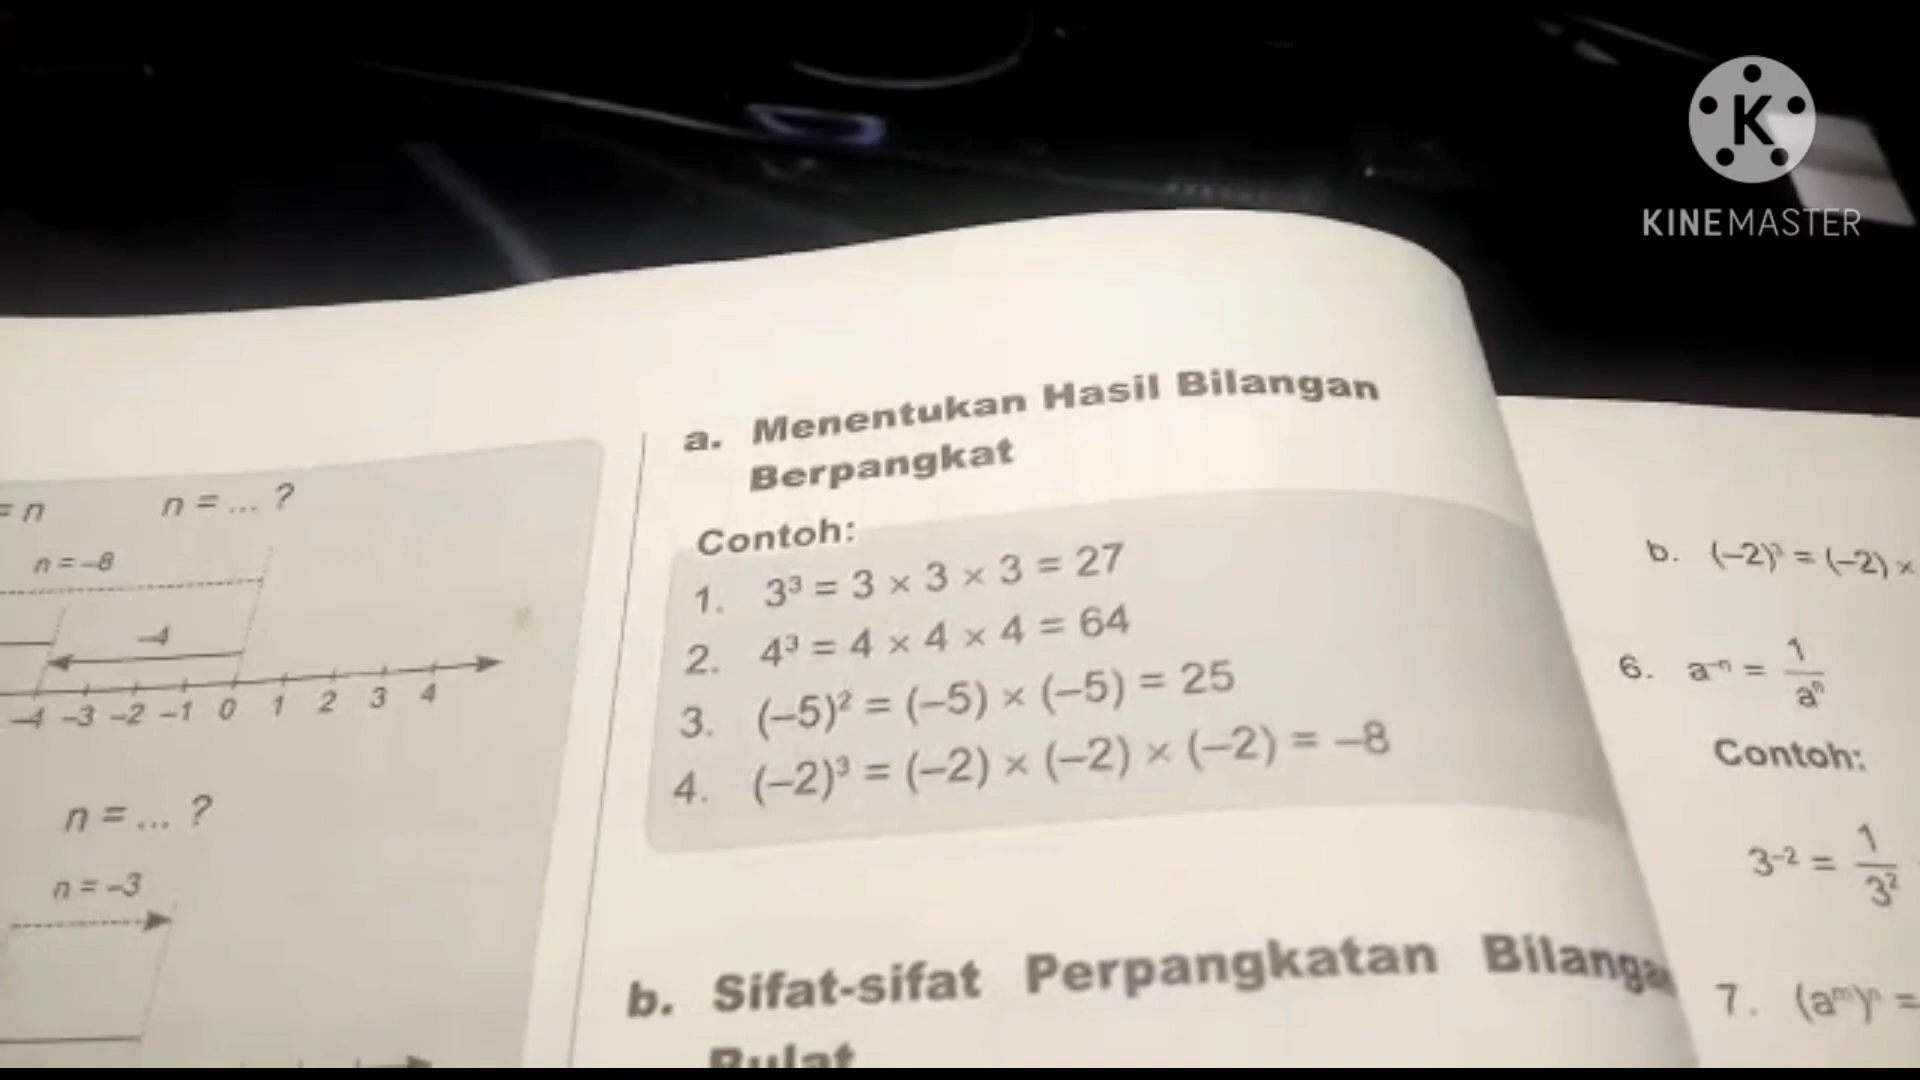 KINEMASTER
= n n = ... ?
n = –8
–4
–4 –3 –2 –1 0 1 2 3 4
n = ... ?
n = –3
a. Menentukan Hasil Bilangan
Berpangkat
Contoh:
1. 3³ = 3 × 3 × 3 = 27
2. 4³ = 4 × 4 × 4 = 64
3. (–5)² = (–5) × (–5) = 25
4. (–2)³ = (–2) × (–2) × (–2) = –8
b. Sifat-sifat Perpangkatan Bilangan
Bulat
b. (–2)³ = (–2) ×
6. a⁻ⁿ = 1/aⁿ
Contoh:
3⁻² = 1/3²
7. (aᵐ)ⁿ =